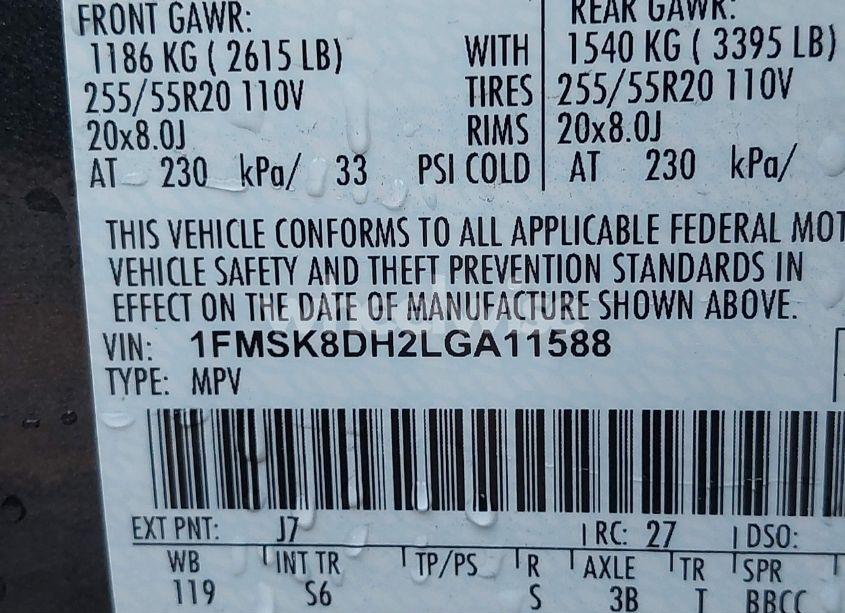 FRONT GAWR: REAR GAWR:
1186 KG ( 2615 LB) WITH 1540 KG ( 3395 LB)
255/55R20 110V TIRES 255/55R20 110V
20x8.0J RIMS 20x8.0J
AT 230 kPa/ 33 PSI COLD AT 230 kPa/
THIS VEHICLE CONFORMS TO ALL APPLICABLE FEDERAL MOT
VEHICLE SAFETY AND THEFT PREVENTION STANDARDS IN
EFFECT ON THE DATE OF MANUFACTURE SHOWN ABOVE.
VIN: 1FMSK8DH2LGA11588
TYPE: MPV
EXT PNT: J7 RC: 27 DSO:
WB INT TR TP/PS R AXLE TR SPR
119 S6 S 3B T BBCC